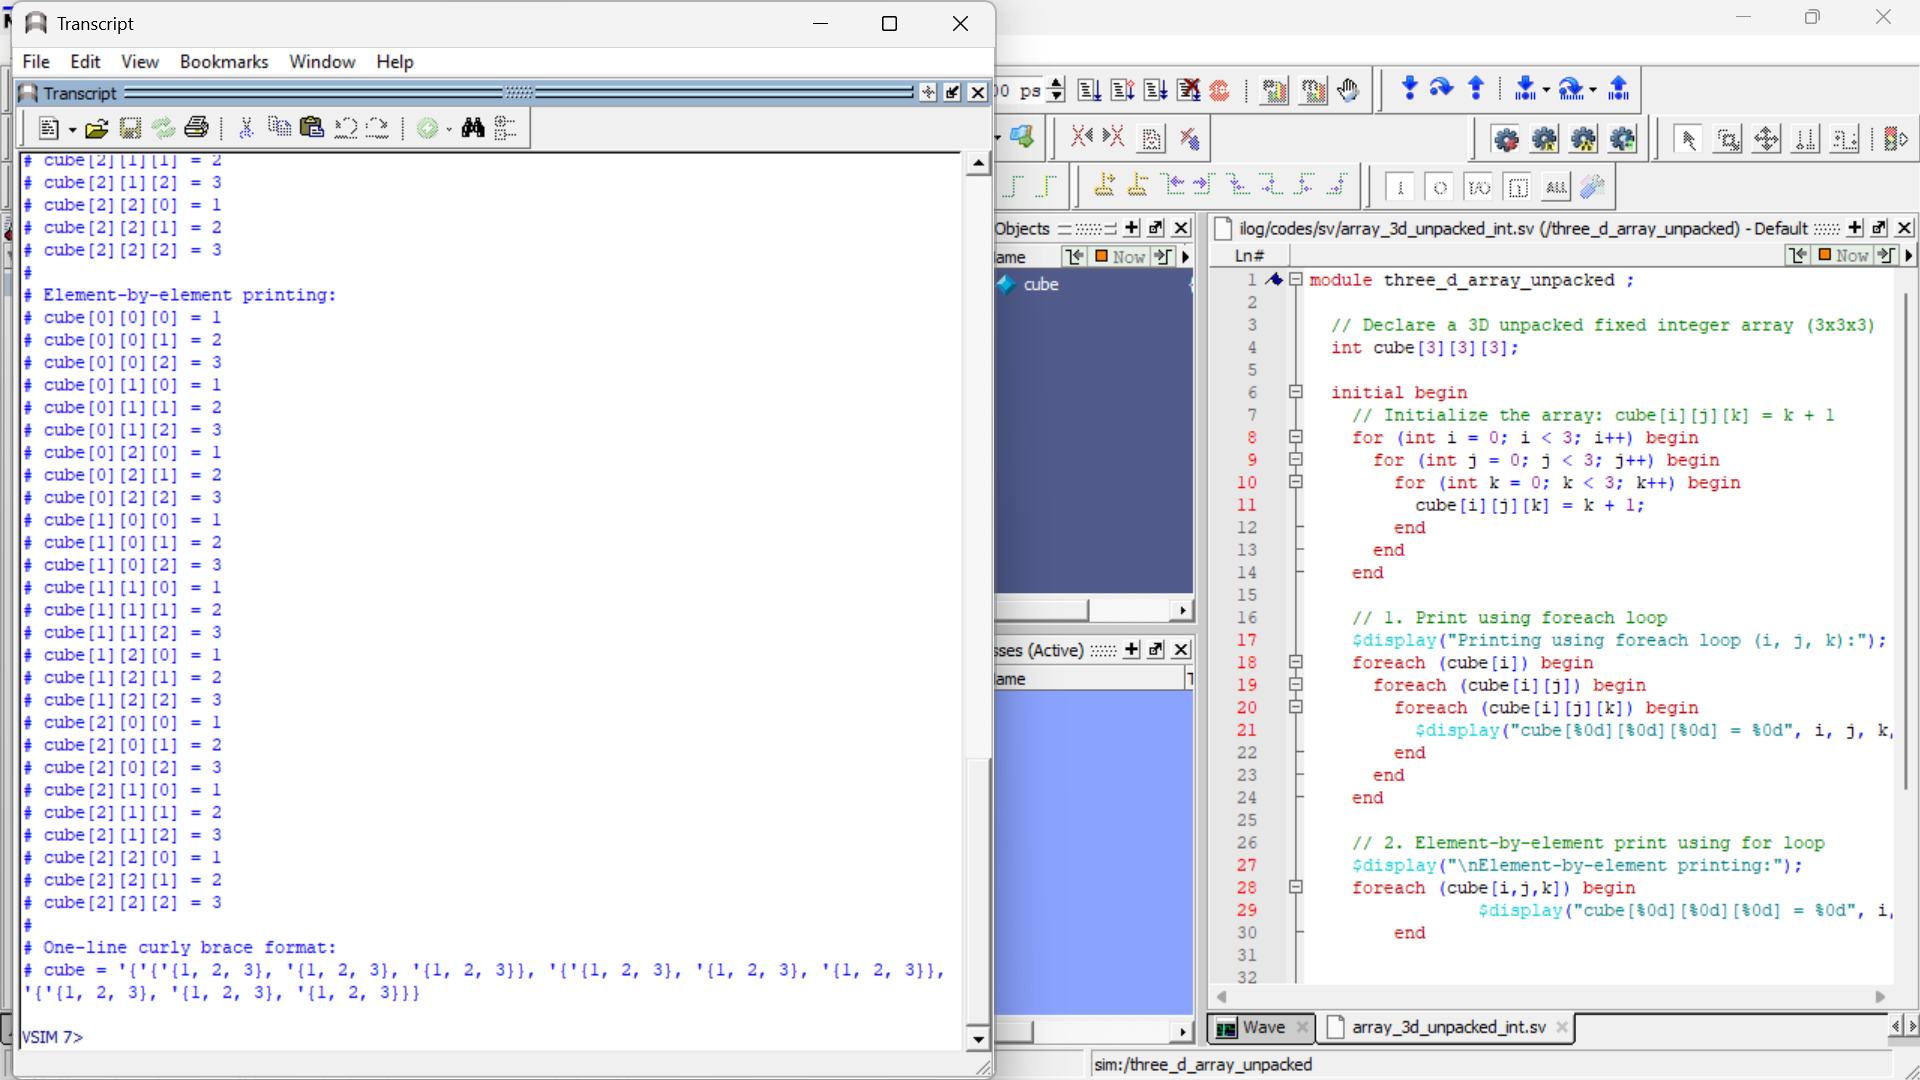 Transcript
File Edit View Bookmarks Window Help
Transcript
# cube[2][1][1] = 2
# cube[2][1][2] = 3
# cube[2][2][0] = 1
# cube[2][2][1] = 2
# cube[2][2][2] = 3
#
# Element-by-element printing:
# cube[0][0][0] = 1
# cube[0][0][1] = 2
# cube[0][0][2] = 3
# cube[0][1][0] = 1
# cube[0][1][1] = 2
# cube[0][1][2] = 3
# cube[0][2][0] = 1
# cube[0][2][1] = 2
# cube[0][2][2] = 3
# cube[1][0][0] = 1
# cube[1][0][1] = 2
# cube[1][0][2] = 3
# cube[1][1][0] = 1
# cube[1][1][1] = 2
# cube[1][1][2] = 3
# cube[1][2][0] = 1
# cube[1][2][1] = 2
# cube[1][2][2] = 3
# cube[2][0][0] = 1
# cube[2][0][1] = 2
# cube[2][0][2] = 3
# cube[2][1][0] = 1
# cube[2][1][1] = 2
# cube[2][1][2] = 3
# cube[2][2][0] = 1
# cube[2][2][1] = 2
# cube[2][2][2] = 3
#
# One-line curly brace format:
# cube = '{'{'{1, 2, 3}, '{1, 2, 3}, '{1, 2, 3}}, '{'{1, 2, 3}, '{1, 2, 3}, '{1, 2, 3}},
'{'{1, 2, 3}, '{1, 2, 3}, '{1, 2, 3}}}
VSIM 7>
ps
I O I/O ALL
Objects
ame Now
cube
sses (Active)
ame
ilog/codes/sv/array_3d_unpacked_int.sv (/three_d_array_unpacked) - Default
Ln# Now
1 module three_d_array_unpacked ;
2
3 // Declare a 3D unpacked fixed integer array (3x3x3)
4 int cube[3][3][3];
5
6 initial begin
7 // Initialize the array: cube[i][j][k] = k + 1
8 for (int i = 0; i < 3; i++) begin
9 for (int j = 0; j < 3; j++) begin
10 for (int k = 0; k < 3; k++) begin
11 cube[i][j][k] = k + 1;
12 end
13 end
14 end
15
16 // 1. Print using foreach loop
17 $display("Printing using foreach loop (i, j, k):");
18 foreach (cube[i]) begin
19 foreach (cube[i][j]) begin
20 foreach (cube[i][j][k]) begin
21 $display("cube[%0d][%0d][%0d] = %0d", i, j, k,
22 end
23 end
24 end
25
26 // 2. Element-by-element print using for loop
27 $display("\nElement-by-element printing:");
28 foreach (cube[i,j,k]) begin
29 $display("cube[%0d][%0d][%0d] = %0d", i,
30 end
31
32
Wave array_3d_unpacked_int.sv
sim:/three_d_array_unpacked